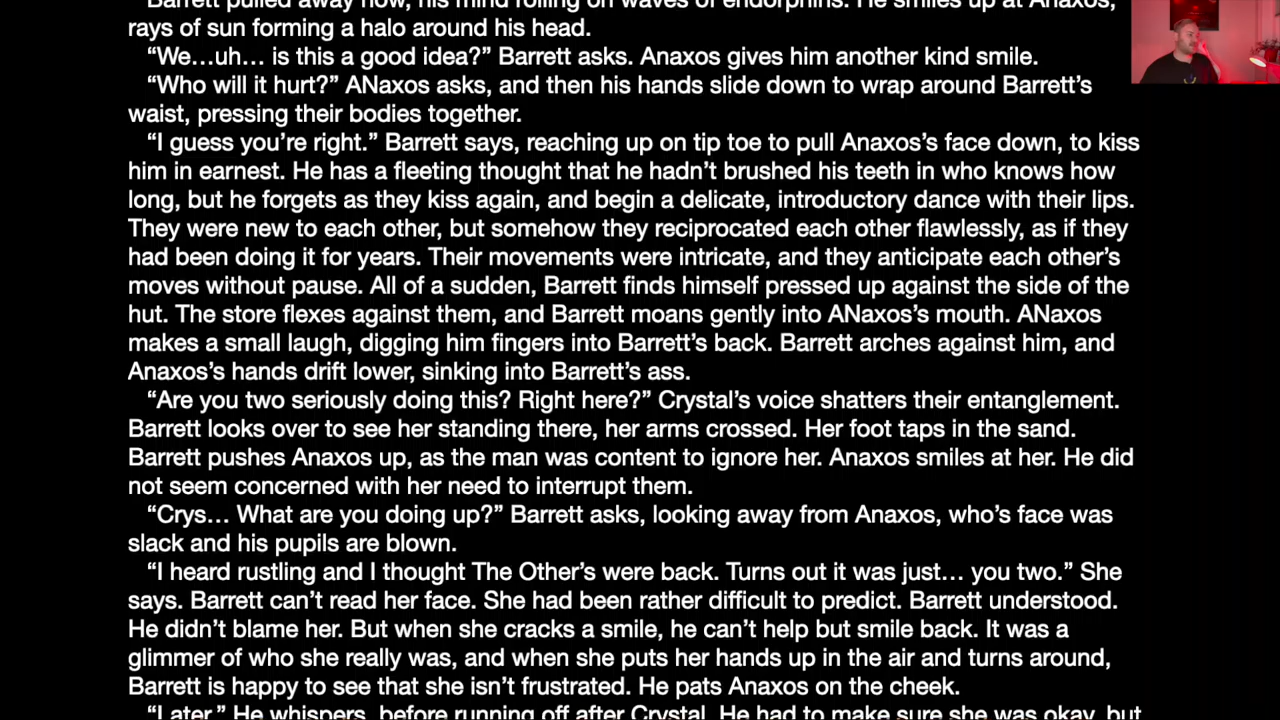 Barrett pulled away now, his mind rolling on waves of endorphins. He smiles up at Anaxos,
rays of sun forming a halo around his head.
“We…uh… is this a good idea?” Barrett asks. Anaxos gives him another kind smile.
“Who will it hurt?” ANaxos asks, and then his hands slide down to wrap around Barrett’s
waist, pressing their bodies together.
“I guess you’re right.” Barrett says, reaching up on tip toe to pull Anaxos’s face down, to kiss
him in earnest. He has a fleeting thought that he hadn’t brushed his teeth in who knows how
long, but he forgets as they kiss again, and begin a delicate, introductory dance with their lips.
They were new to each other, but somehow they reciprocated each other flawlessly, as if they
had been doing it for years. Their movements were intricate, and they anticipate each other’s
moves without pause. All of a sudden, Barrett finds himself pressed up against the side of the
hut. The store flexes against them, and Barrett moans gently into ANaxos’s mouth. ANaxos
makes a small laugh, digging him fingers into Barrett’s back. Barrett arches against him, and
Anaxos’s hands drift lower, sinking into Barrett’s ass.
“Are you two seriously doing this? Right here?” Crystal’s voice shatters their entanglement.
Barrett looks over to see her standing there, her arms crossed. Her foot taps in the sand.
Barrett pushes Anaxos up, as the man was content to ignore her. Anaxos smiles at her. He did
not seem concerned with her need to interrupt them.
“Crys… What are you doing up?” Barrett asks, looking away from Anaxos, who’s face was
slack and his pupils are blown.
“I heard rustling and I thought The Other’s were back. Turns out it was just… you two.” She
says. Barrett can’t read her face. She had been rather difficult to predict. Barrett understood.
He didn’t blame her. But when she cracks a smile, he can’t help but smile back. It was a
glimmer of who she really was, and when she puts her hands up in the air and turns around,
Barrett is happy to see that she isn’t frustrated. He pats Anaxos on the cheek.
“Later.” He whispers, before running off after Crystal. He had to make sure she was okay, but